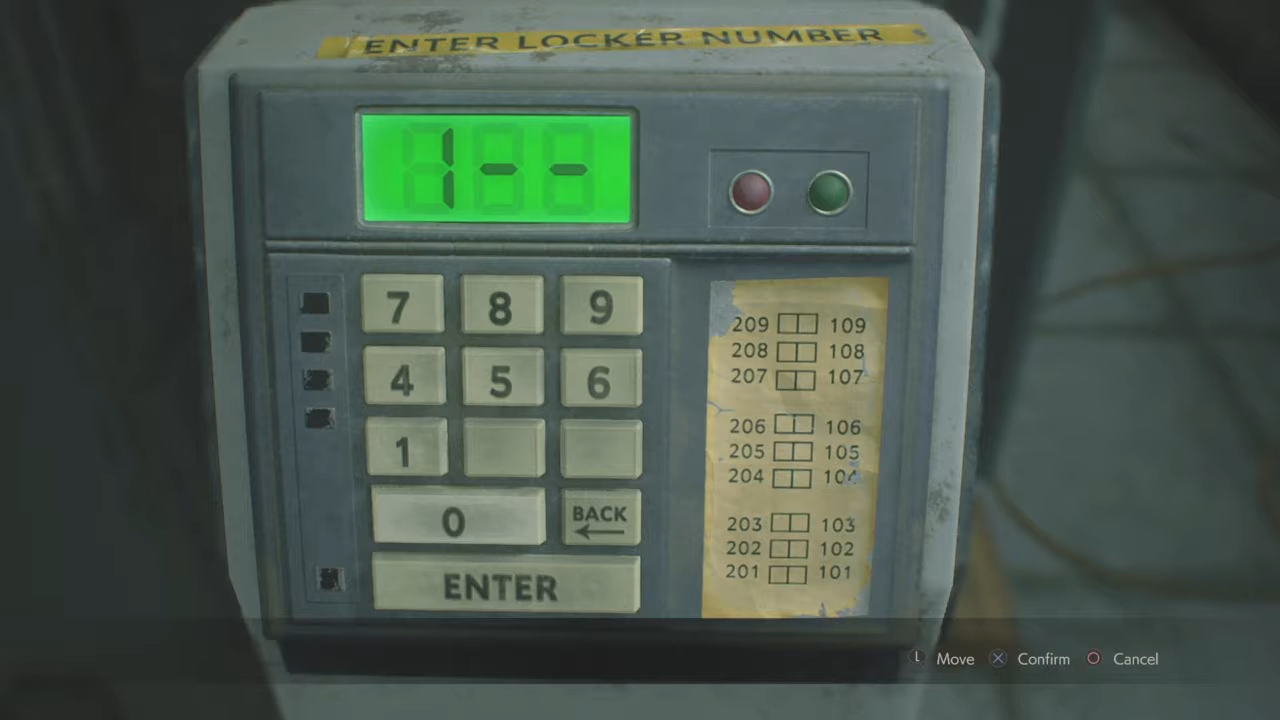 ENTER LOCKER NUMBER
1--
7 8 9
4 5 6
1
0 BACK
ENTER
209 109
208 108
207 107
206 106
205 105
204 104
203 103
202 102
201 101
L Move Confirm Cancel